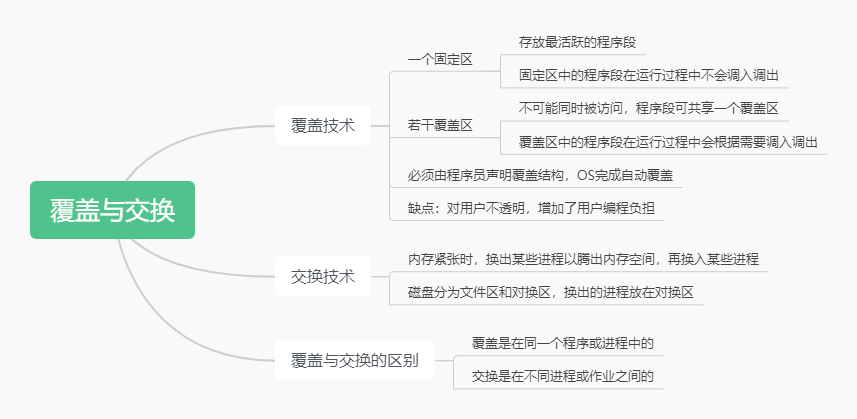 覆盖与交换
覆盖技术
一个固定区
存放最活跃的程序段
固定区中的程序段在运行过程中不会调入调出
若干覆盖区
不可能同时被访问，程序段可共享一个覆盖区
覆盖区中的程序段在运行过程中会根据需要调入调出
必须由程序员声明覆盖结构，OS完成自动覆盖
缺点：对用户不透明，增加了用户编程负担
交换技术
内存紧张时，换出某些进程以腾出内存空间，再换入某些进程
磁盘分为文件区和对换区，换出的进程放在对换区
覆盖与交换的区别
覆盖是在同一个程序或进程中的
交换是在不同进程或作业之间的